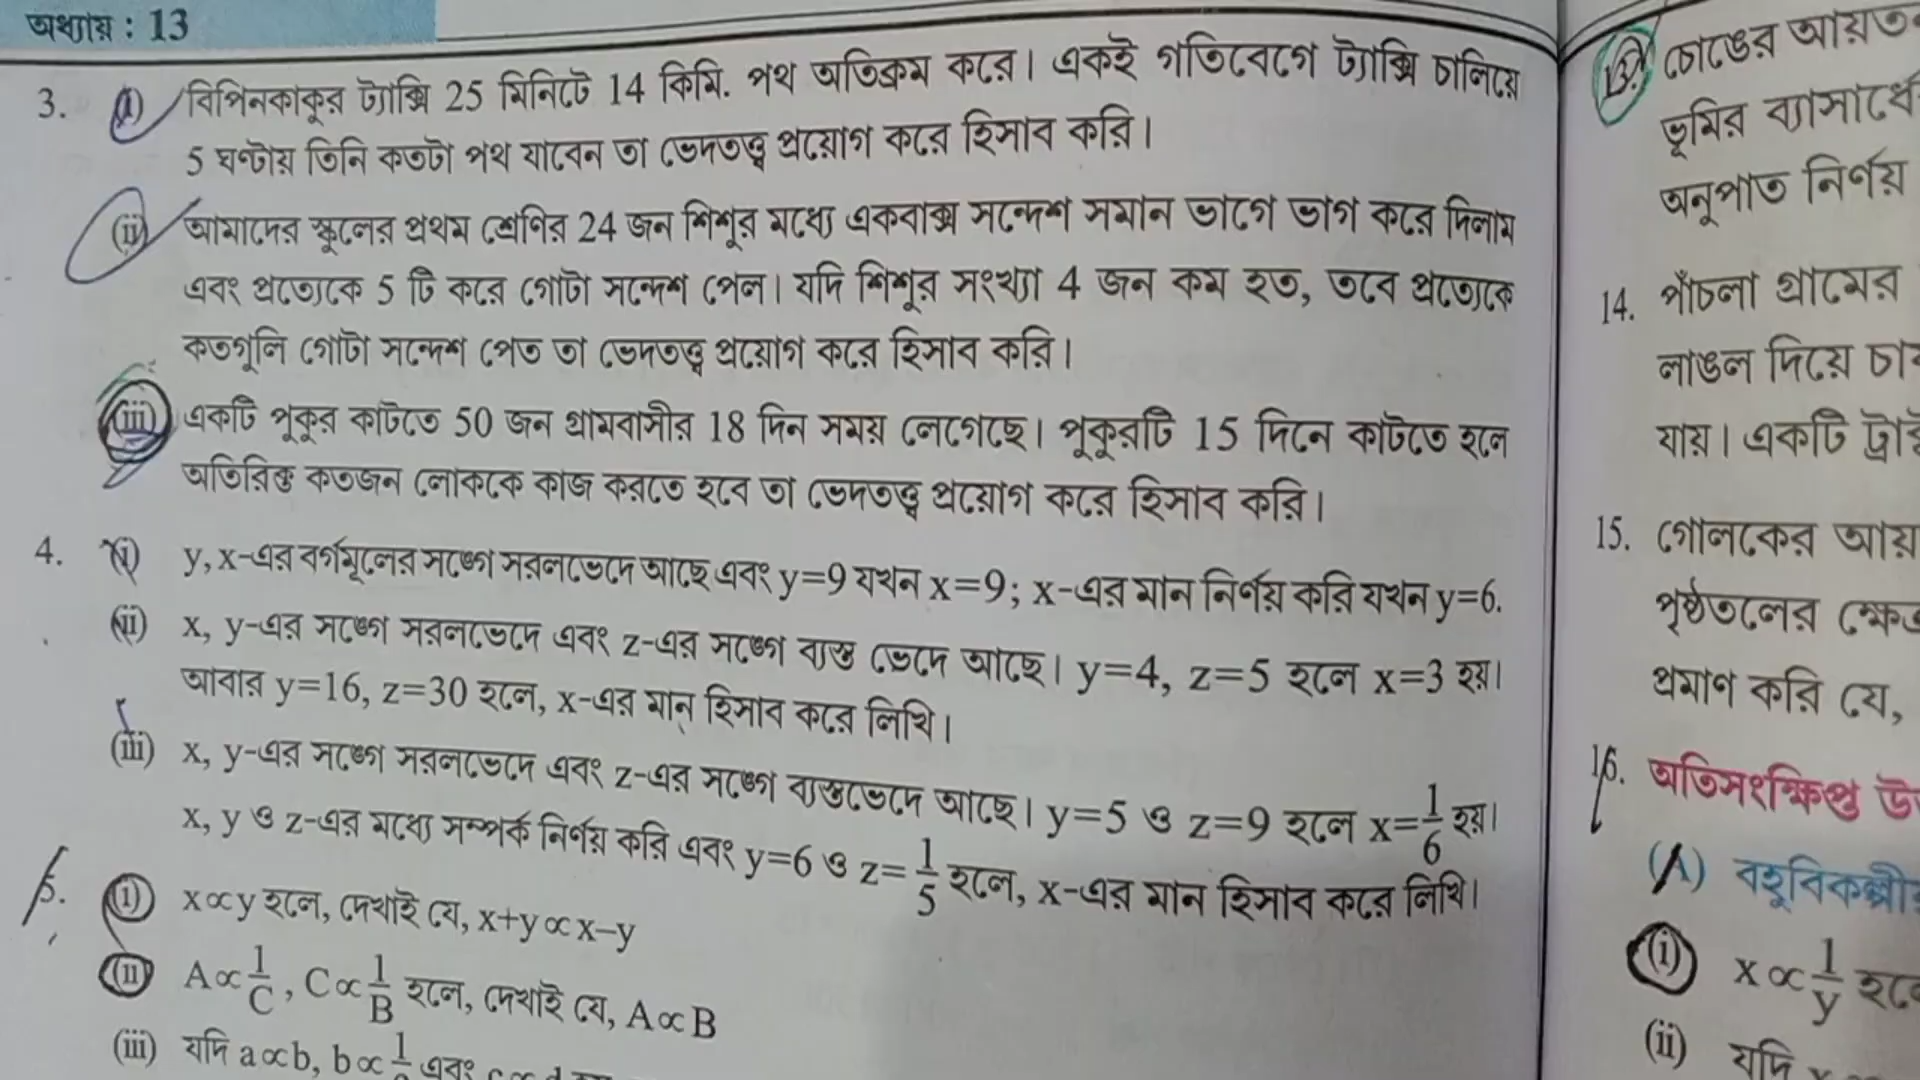 অধ্যায় : 13
3. (i) বিপিনকাকুর ট্যাক্সি 25 মিনিটে 14 কিমি. পথ অতিক্রম করে। একই গতিবেগে ট্যাক্সি চালিয়ে
5 ঘণ্টায় তিনি কতটা পথ যাবেন তা ভেদতত্ত্ব প্রয়োগ করে হিসাব করি।
(ii) আমাদের স্কুলের প্রথম শ্রেণির 24 জন শিশুর মধ্যে একবাক্স সন্দেশ সমান ভাগে ভাগ করে দিলাম
এবং প্রত্যেকে 5 টি করে গোটা সন্দেশ পেল। যদি শিশুর সংখ্যা 4 জন কম হত, তবে প্রত্যেকে
কতগুলি গোটা সন্দেশ পেত তা ভেদতত্ত্ব প্রয়োগ করে হিসাব করি।
(iii) একটি পুকুর কাটতে 50 জন গ্রামবাসীর 18 দিন সময় লেগেছে। পুকুরটি 15 দিনে কাটতে হলে
অতিরিক্ত কতজন লোককে কাজ করতে হবে তা ভেদতত্ত্ব প্রয়োগ করে হিসাব করি।
4. (i) y, x-এর বর্গমূলের সঙ্গে সরলভেদে আছে এবং y=9 যখন x=9; x-এর মান নির্ণয় করি যখন y=6.
(ii) x, y-এর সঙ্গে সরলভেদে এবং z-এর সঙ্গে ব্যস্ত ভেদে আছে। y=4, z=5 হলে x=3 হয়।
আবার y=16, z=30 হলে, x-এর মান হিসাব করে লিখি।
(iii) x, y-এর সঙ্গে সরলভেদে এবং z-এর সঙ্গে ব্যস্তভেদে আছে। y=5 ও z=9 হলে x=1/6 হয়।
x, y ও z-এর মধ্যে সম্পর্ক নির্ণয় করি এবং y=6 ও z=1/5 হলে, x-এর মান হিসাব করে লিখি।
5. (i) x∝y হলে, দেখাই যে, x+y∝x−y
(ii) A∝1/C, C∝1/B হলে, দেখাই যে, A∝B
(iii) যদি a∝b, b∝1/ এবং
13. চোঙের
ভূমির
অনুপাত নির্ণয়
14. পাঁচলা গ্রামের
লাঙল দিয়ে
যায়। একটি
15. গোলকের
পৃষ্ঠতলের
প্রমাণ করি যে,
16. অতিসংক্ষিপ্ত
(A)
(i) x∝1/y
(ii) যদি